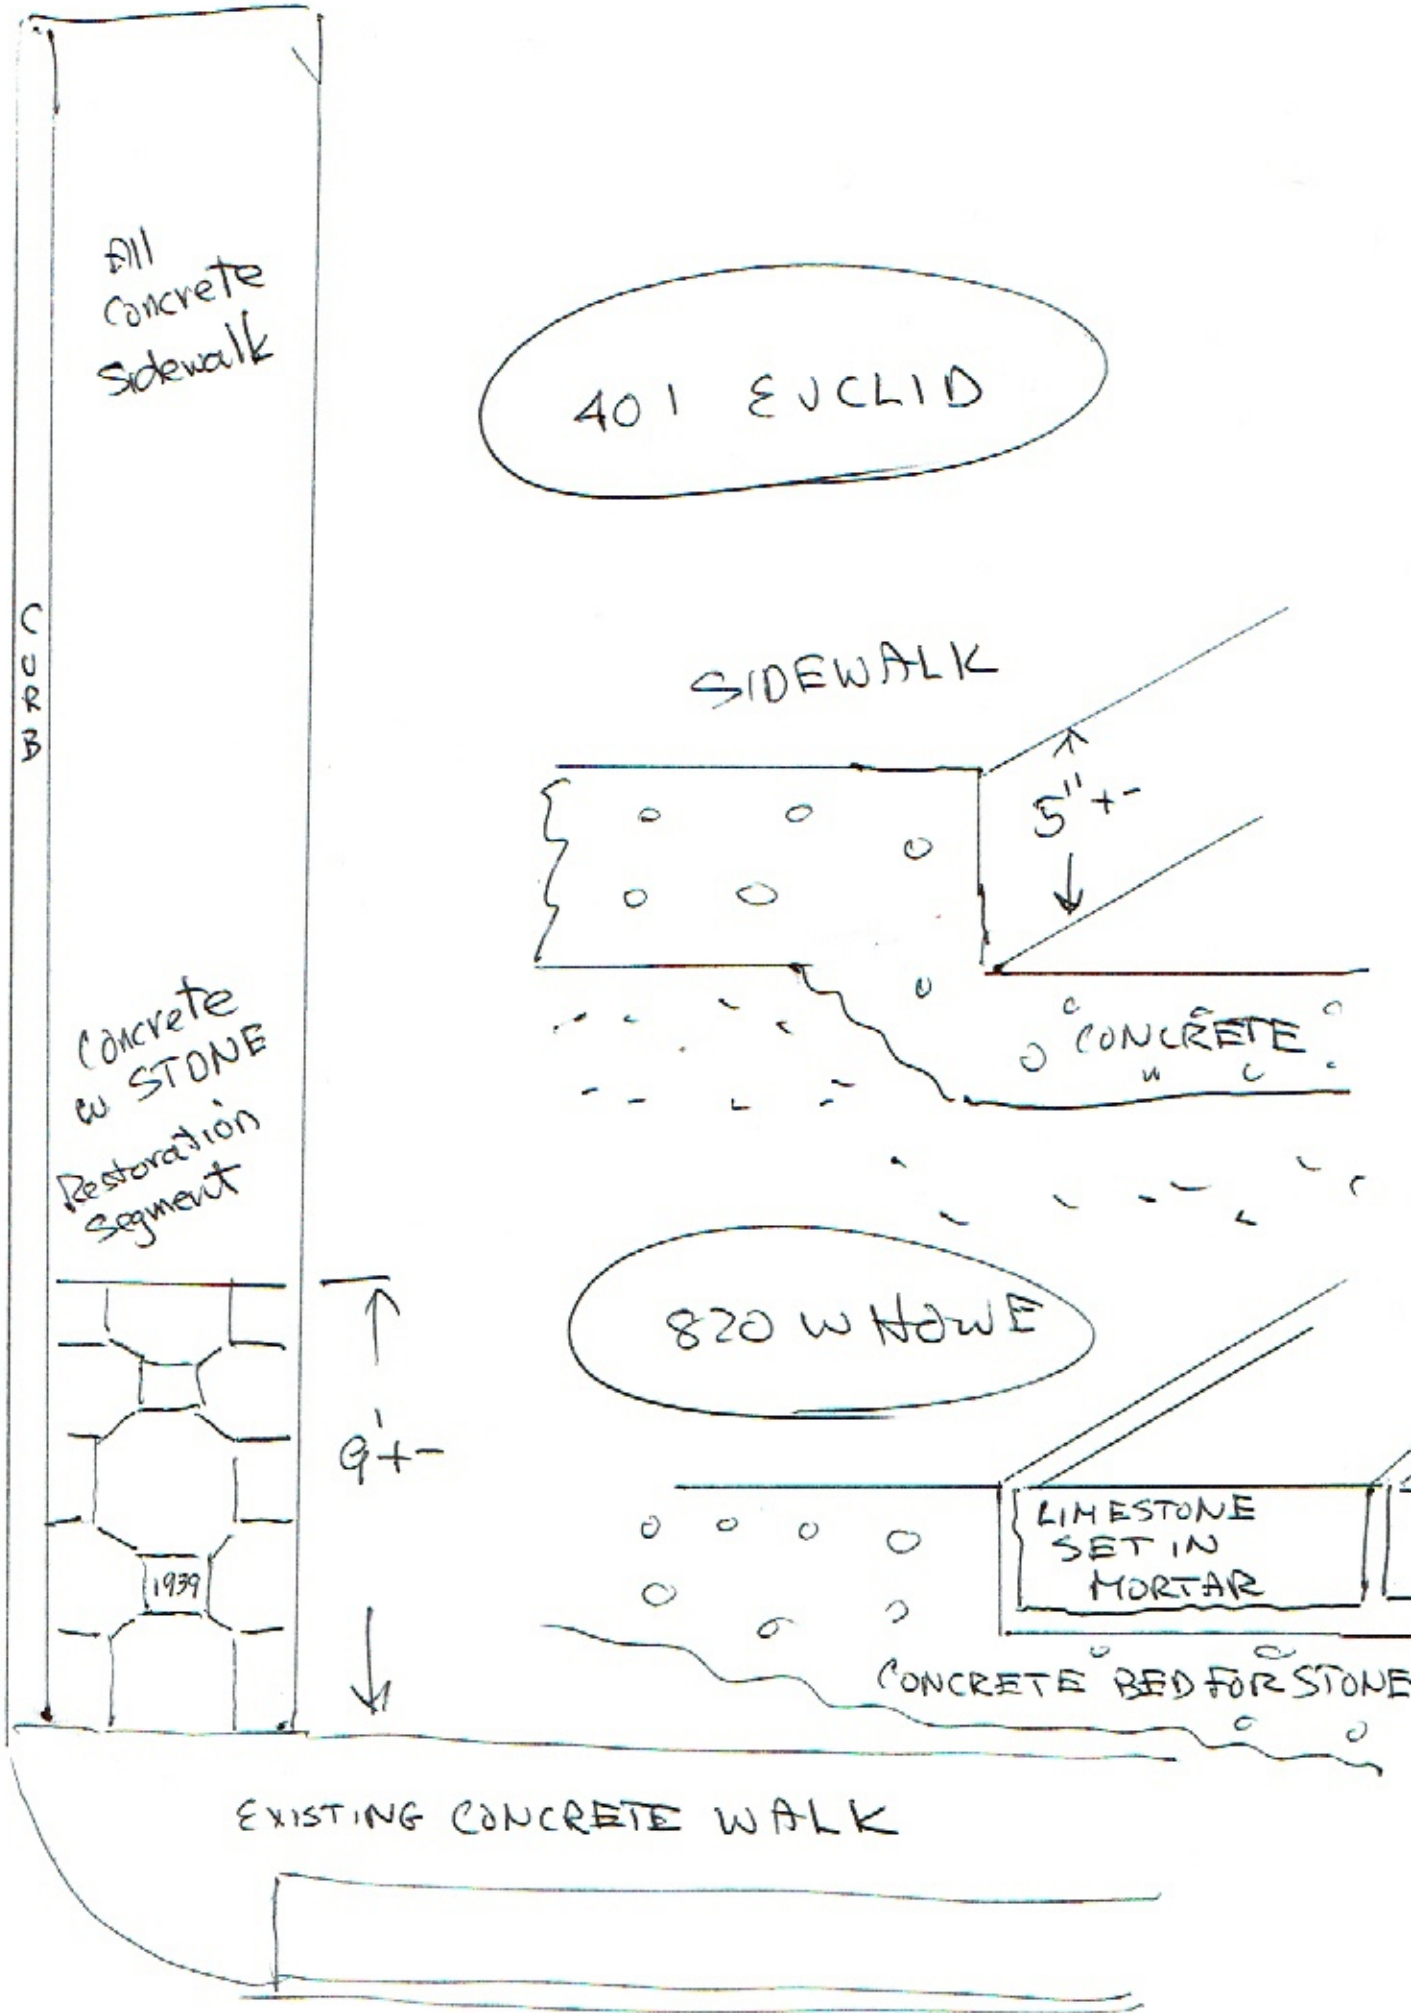 All
Concrete
Sidewalk
401 EUCLID
CURB
SIDEWALK
5"+-
CONCRETE
Concrete
w STONE
Restoration
Segment
820 W HOWE
9'+-
LIMESTONE
SET IN
MORTAR
1939
CONCRETE BED FOR STONE
EXISTING CONCRETE WALK